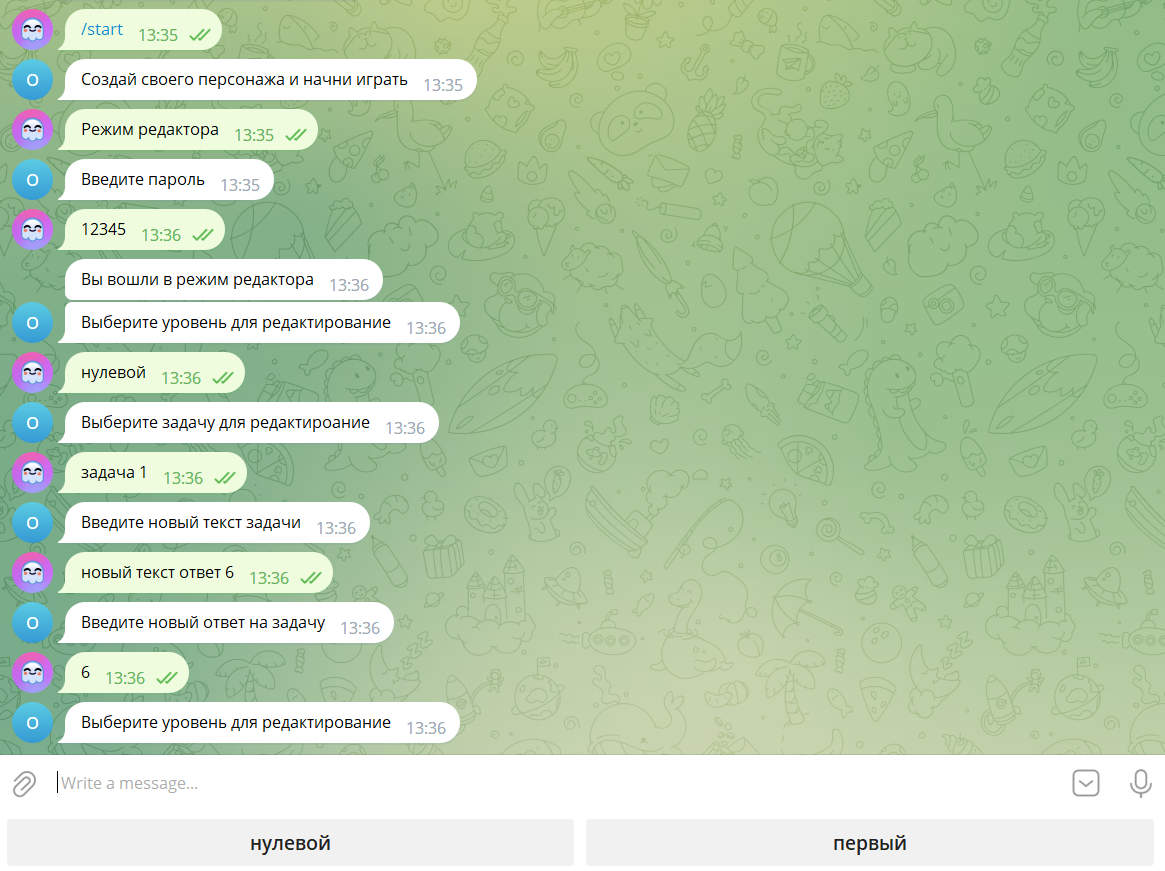 /start 13:35
О Создай своего персонажа и начни играть 13:35
Режим редактора 13:35
О Введите пароль 13:35
12345 13:36
Вы вошли в режим редактора 13:36
О Выберите уровень для редактирование 13:36
нулевой 13:36
О Выберите задачу для редактироание 13:36
задача 1 13:36
О Введите новый текст задачи 13:36
новый текст ответ 6 13:36
О Введите новый ответ на задачу 13:36
6 13:36
О Выберите уровень для редактирование 13:36
Write a message...
нулевой первый